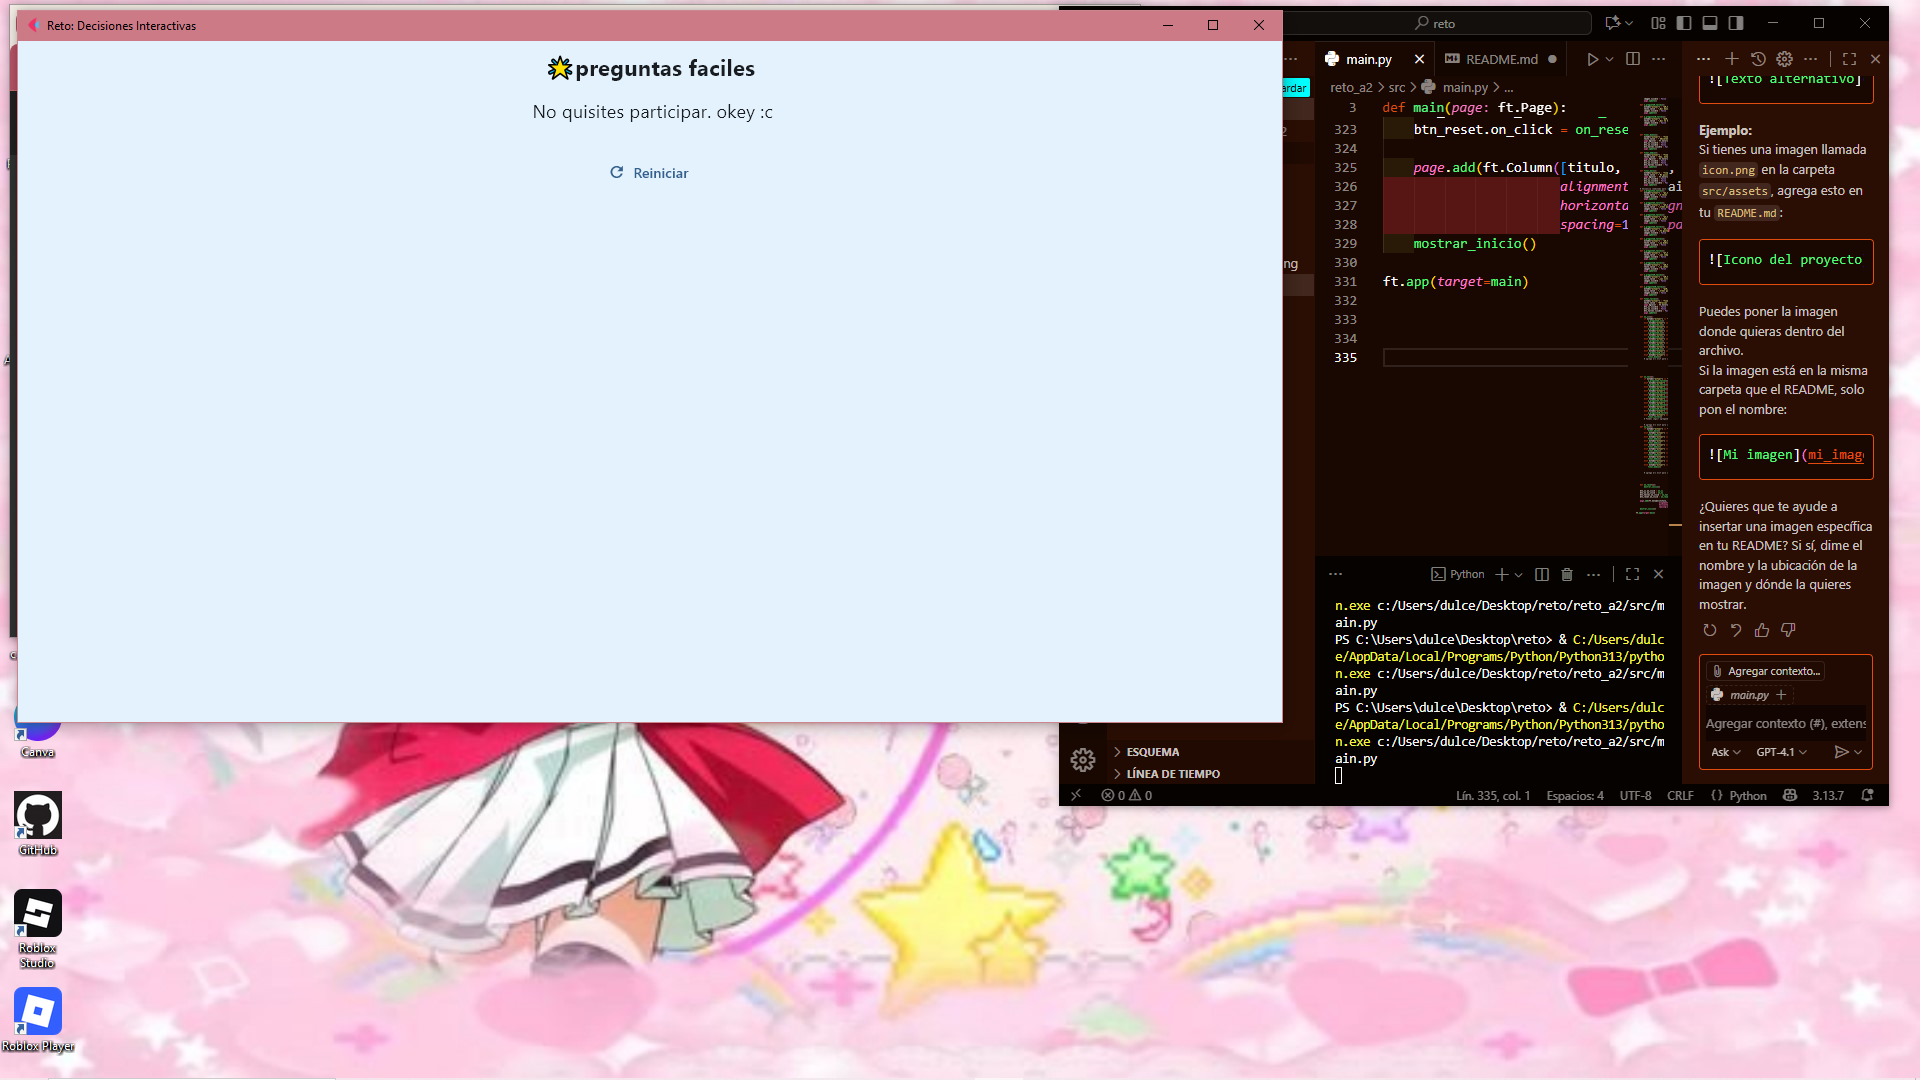 Reto: Decisiones Interactivas
🌟preguntas faciles
No quisites participar. okey :c
Reiniciar
reto
ardar
ng
main.py
README.md
reto_a2 > src > main.py > ...
3 def main(page: ft.Page):
323 btn_reset.on_click = on_rese
324
325 page.add(ft.Column([titulo,
326 alignment
327 horizonta
328 spacing=1
329 mostrar_inicio()
330
331 ft.app(target=main)
332
333
334
335
Python
n.exe c:/Users/dulce/Desktop/reto/reto_a2/src/m
ain.py
PS C:\Users\dulce\Desktop\reto> & C:/Users/dulc
e/AppData/Local/Programs/Python/Python313/pytho
n.exe c:/Users/dulce/Desktop/reto/reto_a2/src/m
ain.py
PS C:\Users\dulce\Desktop\reto> & C:/Users/dulc
e/AppData/Local/Programs/Python/Python313/pytho
n.exe c:/Users/dulce/Desktop/reto/reto_a2/src/m
ain.py
ESQUEMA
LÍNEA DE TIEMPO
![Texto alternativo]
Ejemplo:
Si tienes una imagen llamada
icon.png en la carpeta
src/assets, agrega esto en
tu README.md:
![Icono del proyecto
Puedes poner la imagen
donde quieras dentro del
archivo.
Si la imagen está en la misma
carpeta que el README, solo
pon el nombre:
![Mi imagen](mi_imag
¿Quieres que te ayude a
insertar una imagen específica
en tu README? Si sí, dime el
nombre y la ubicación de la
imagen y dónde la quieres
mostrar.
Agregar contexto...
main.py
Agregar contexto (#), extens
Ask GPT-4.1
0 0
Lín. 335, col. 1 Espacios: 4 UTF-8 CRLF {} Python 3.13.7
Canva
GitHub
Roblox
Studio
Roblox Player